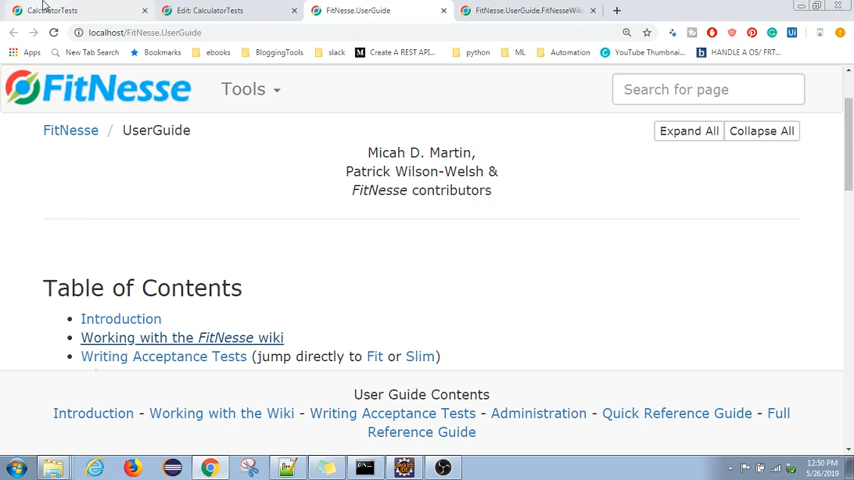 CalculatorTests
Edit: CalculatorTests
FitNesse.UserGuide
FitNesse.UserGuide.FitNesseWiki
localhost/FitNesse.UserGuide
Apps
New Tab Search
Bookmarks
ebooks
BloggingTools
slack
Create A REST API...
python
ML
Automation
YouTube Thumbnai...
HANDLE A OS/ FRT...
FitNesse
Tools
Search for page
FitNesse / UserGuide
Expand All
Collapse All
Micah D. Martin,
Patrick Wilson-Welsh &
FitNesse contributors
Table of Contents
• Introduction
• Working with the FitNesse wiki
• Writing Acceptance Tests (jump directly to Fit or Slim)
User Guide Contents
Introduction - Working with the Wiki - Writing Acceptance Tests - Administration - Quick Reference Guide - Full
Reference Guide
12:50 PM
5/26/2019